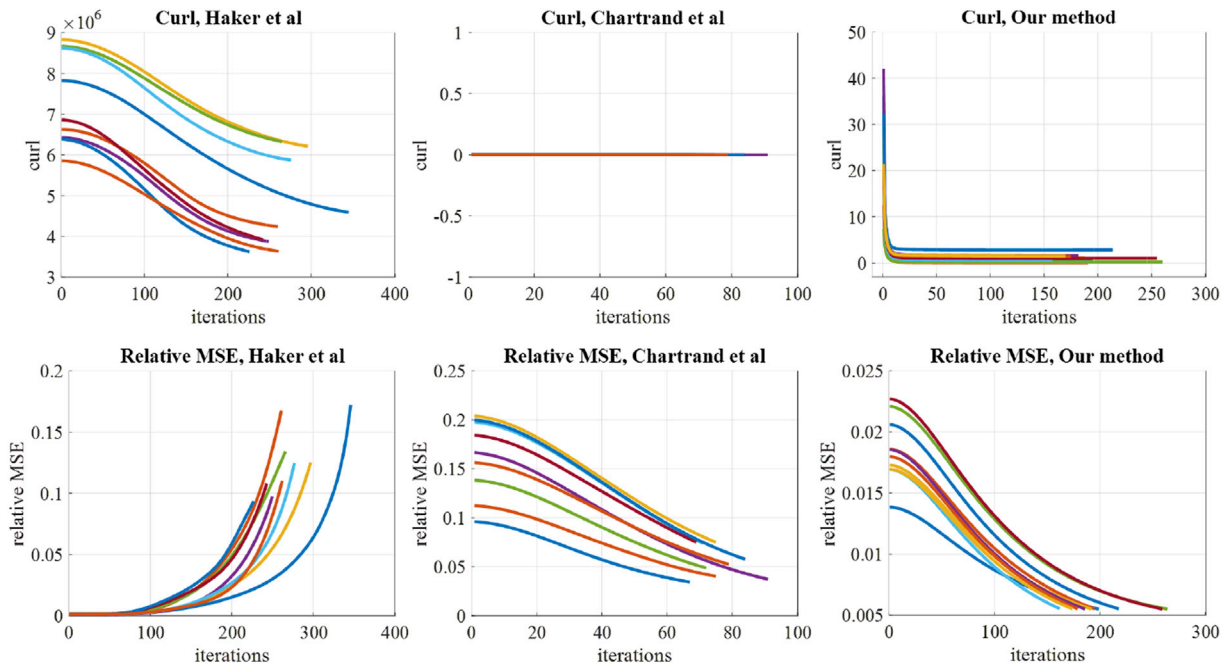 Curl, Haker et al
×10^6
9
8
7
6
5
4
3
curl
0 100 200 300 400
iterations
Curl, Chartrand et al
1
0.5
0
-0.5
-1
curl
0 20 40 60 80 100
iterations
Curl, Our method
50
40
30
20
10
0
curl
0 50 100 150 200 250 300
iterations
Relative MSE, Haker et al
0.2
0.15
0.1
0.05
0
relative MSE
0 100 200 300 400
iterations
Relative MSE, Chartrand et al
0.25
0.2
0.15
0.1
0.05
0
relative MSE
0 20 40 60 80 100
iterations
Relative MSE, Our method
0.025
0.02
0.015
0.01
0.005
relative MSE
0 100 200 300
iterations